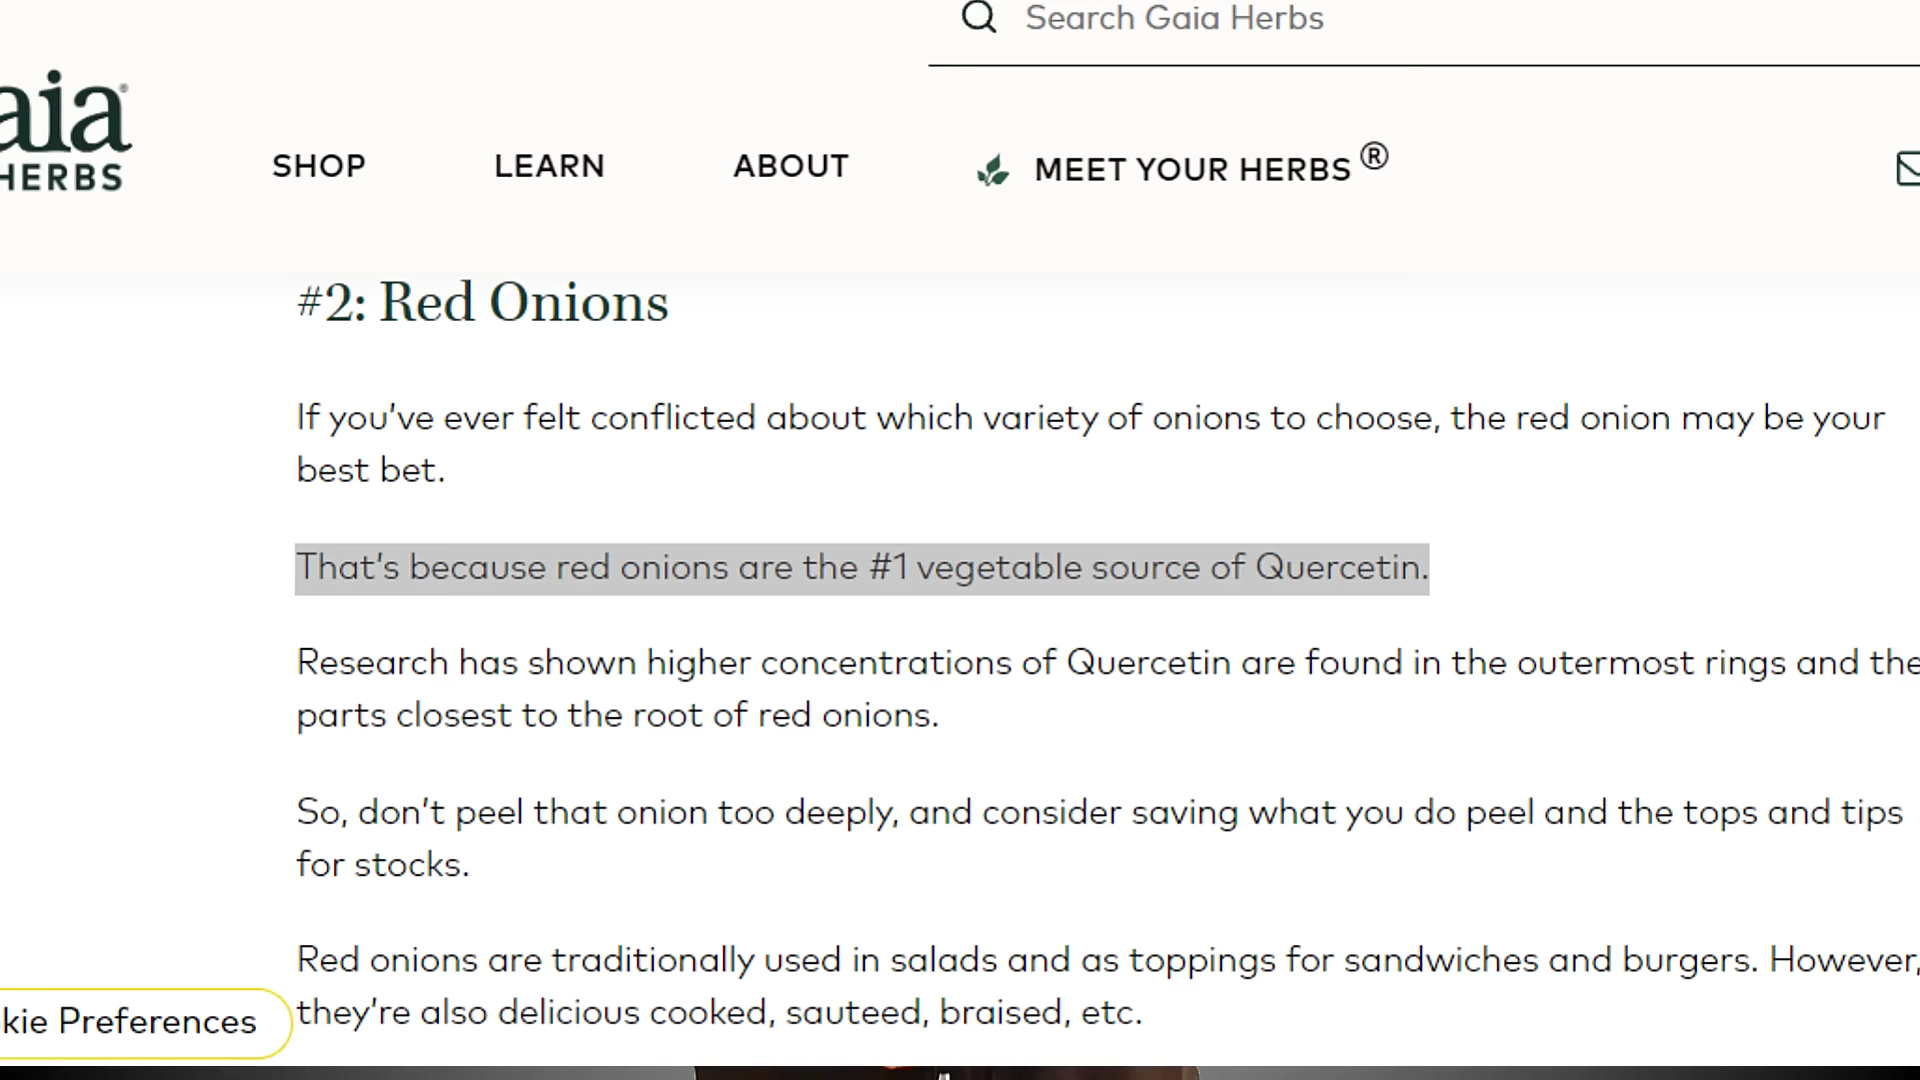 Search Gaia Herbs
aia®
HERBS
SHOP LEARN ABOUT MEET YOUR HERBS ®
#2: Red Onions
If you've ever felt conflicted about which variety of onions to choose, the red onion may be your
best bet.
That's because red onions are the #1 vegetable source of Quercetin.
Research has shown higher concentrations of Quercetin are found in the outermost rings and the
parts closest to the root of red onions.
So, don't peel that onion too deeply, and consider saving what you do peel and the tops and tips
for stocks.
Red onions are traditionally used in salads and as toppings for sandwiches and burgers. However,
they're also delicious cooked, sauteed, braised, etc.
kie Preferences